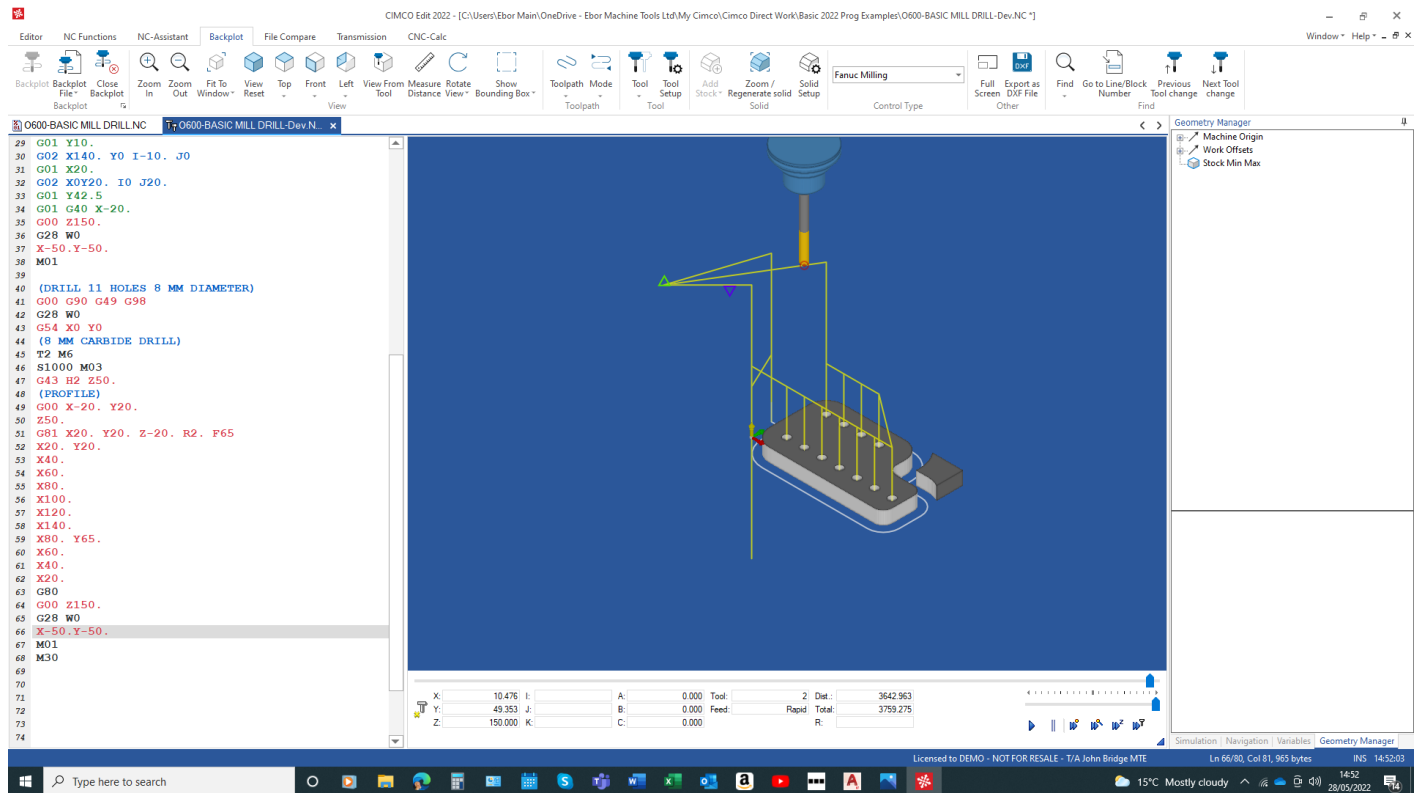 CIMCO Edit 2022 - [C:\Users\Ebor Main\OneDrive - Ebor Machine Tools Ltd\My Cimco\Cimco Direct Work\Basic 2022 Prog Examples\O600-BASIC MILL DRILL-Dev.NC *]
Editor NC Functions NC-Assistant Backplot File Compare Transmission CNC-Calc Window Help
Backplot Backplot File Close Backplot Zoom In Zoom Out Fit To Window View Reset Top Front Left View From Tool Measure Distance Rotate View Show Bounding Box Toolpath Mode Tool Tool Setup Add Stock Zoom / Regenerate solid Solid Setup Fanuc Milling Full Screen Export as DXF File Find Go to Line/Block Number Previous Tool change Next Tool change
DXF
Backplot View Toolpath Tool Solid Control Type Other Find
O600-BASIC MILL DRILL.NC O600-BASIC MILL DRILL-Dev.N... Geometry Manager
Machine Origin
Work Offsets
Stock Min Max
29 G01 Y10.
30 G02 X140. Y0 I-10. J0
31 G01 X20.
32 G02 X0Y20. I0 J20.
33 G01 Y42.5
34 G01 G40 X-20.
35 G00 Z150.
36 G28 W0
37 X-50.Y-50.
38 M01
39
40 (DRILL 11 HOLES 8 MM DIAMETER)
41 G00 G90 G49 G98
42 G28 W0
43 G54 X0 Y0
44 (8 MM CARBIDE DRILL)
45 T2 M6
46 S1000 M03
47 G43 H2 Z50.
48 (PROFILE)
49 G00 X-20. Y20.
50 Z50.
51 G81 X20. Y20. Z-20. R2. F65
52 X20. Y20.
53 X40.
54 X60.
55 X80.
56 X100.
57 X120.
58 X140.
59 X80. Y65.
60 X60.
61 X40.
62 X20.
63 G80
64 G00 Z150.
65 G28 W0
66 X-50.Y-50.
67 M01
68 M30
69
70
71
72
73
74
X: 10.476 I: A: 0.000 Tool: 2 Dist.: 3642.963
Y: 49.353 J: B: 0.000 Feed: Rapid Total: 3759.275
Z: 150.000 K: C: 0.000 R:
Simulation Navigation Variables Geometry Manager
Licensed to DEMO - NOT FOR RESALE - T/A John Bridge MTE Ln 66/80, Col 81, 965 bytes INS 14:52:03
Type here to search 15°C Mostly cloudy 14:52
28/05/2022
14